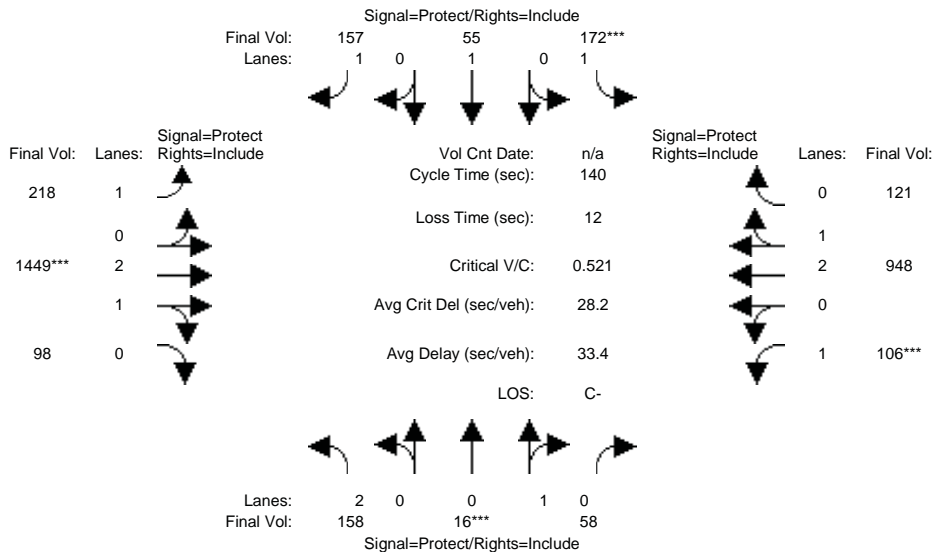 Signal=Protect/Rights=Include
Final Vol: 157 55 172***
Lanes: 1 0 1 0 1
Signal=Protect
Final Vol: Lanes: Rights=Include
Vol Cnt Date: n/a
Signal=Protect
Rights=Include Lanes: Final Vol:
Cycle Time (sec): 140
218 1
0 121
Loss Time (sec): 12
0
1
1449*** 2
Critical V/C: 0.521
2 948
1
Avg Crit Del (sec/veh): 28.2
0
98 0
Avg Delay (sec/veh): 33.4
1 106***
LOS: C-
Lanes: 2 0 0 1 0
Final Vol: 158 16*** 58
Signal=Protect/Rights=Include